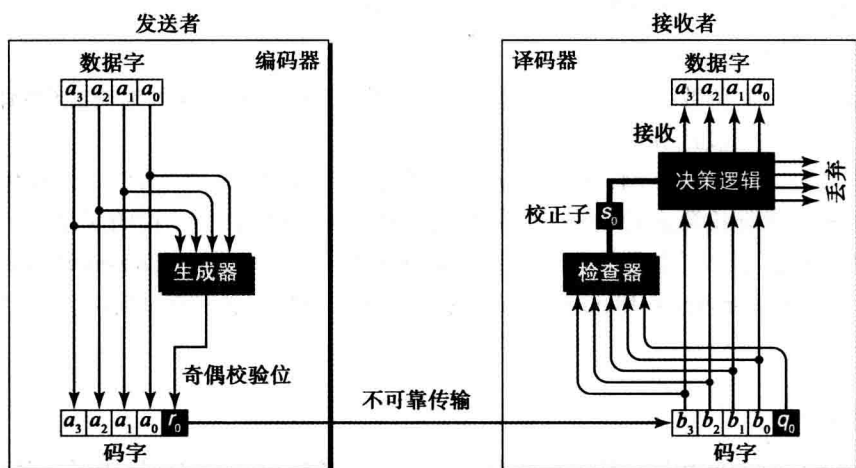 发送者
编码器
数据字
a₃ a₂ a₁ a₀
生成器
奇偶校验位
a₃ a₂ a₁ a₀ r₀
码字
不可靠传输
接收者
译码器
数据字
a₃ a₂ a₁ a₀
接收
决策逻辑
丢弃
校正子 s₀
检查器
b₃ b₂ b₁ b₀ q₀
码字